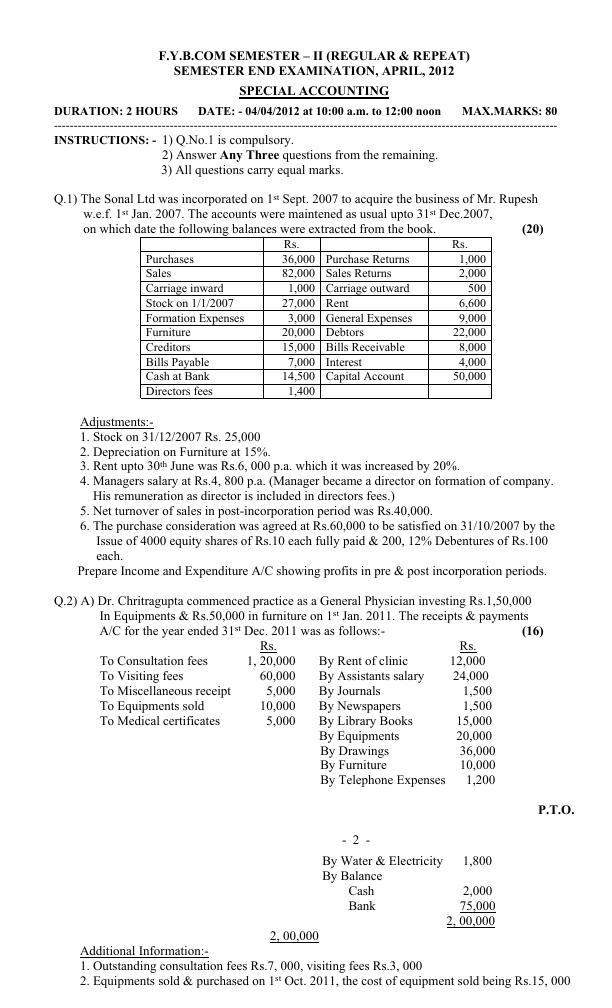 F.Y.B.COM SEMESTER – II (REGULAR & REPEAT)
SEMESTER END EXAMINATION, APRIL, 2012
SPECIAL ACCOUNTING
DURATION: 2 HOURS DATE: - 04/04/2012 at 10:00 a.m. to 12:00 noon MAX.MARKS: 80
INSTRUCTIONS: - 1) Q.No.1 is compulsory.
2) Answer Any Three questions from the remaining.
3) All questions carry equal marks.
Q.1) The Sonal Ltd was incorporated on 1st Sept. 2007 to acquire the business of Mr. Rupesh
w.e.f. 1st Jan. 2007. The accounts were maintened as usual upto 31st Dec.2007,
on which date the following balances were extracted from the book. (20)
Rs. Rs.
Purchases 36,000 Purchase Returns 1,000
Sales 82,000 Sales Returns 2,000
Carriage inward 1,000 Carriage outward 500
Stock on 1/1/2007 27,000 Rent 6,600
Formation Expenses 3,000 General Expenses 9,000
Furniture 20,000 Debtors 22,000
Creditors 15,000 Bills Receivable 8,000
Bills Payable 7,000 Interest 4,000
Cash at Bank 14,500 Capital Account 50,000
Directors fees 1,400
Adjustments:-
1. Stock on 31/12/2007 Rs. 25,000
2. Depreciation on Furniture at 15%.
3. Rent upto 30th June was Rs.6, 000 p.a. which it was increased by 20%.
4. Managers salary at Rs.4, 800 p.a. (Manager became a director on formation of company.
His remuneration as director is included in directors fees.)
5. Net turnover of sales in post-incorporation period was Rs.40,000.
6. The purchase consideration was agreed at Rs.60,000 to be satisfied on 31/10/2007 by the
Issue of 4000 equity shares of Rs.10 each fully paid & 200, 12% Debentures of Rs.100
each.
Prepare Income and Expenditure A/C showing profits in pre & post incorporation periods.
Q.2) A) Dr. Chritragupta commenced practice as a General Physician investing Rs.1,50,000
In Equipments & Rs.50,000 in furniture on 1st Jan. 2011. The receipts & payments
A/C for the year ended 31st Dec. 2011 was as follows:- (16)
Rs. Rs.
To Consultation fees 1, 20,000 By Rent of clinic 12,000
To Visiting fees 60,000 By Assistants salary 24,000
To Miscellaneous receipt 5,000 By Journals 1,500
To Equipments sold 10,000 By Newspapers 1,500
To Medical certificates 5,000 By Library Books 15,000
By Equipments 20,000
By Drawings 36,000
By Furniture 10,000
By Telephone Expenses 1,200
P.T.O.
- 2 -
By Water & Electricity 1,800
By Balance
Cash 2,000
Bank 75,000
2, 00,000
2, 00,000
Additional Information:-
1. Outstanding consultation fees Rs.7, 000, visiting fees Rs.3, 000
2. Equipments sold & purchased on 1st Oct. 2011, the cost of equipment sold being Rs.15, 000